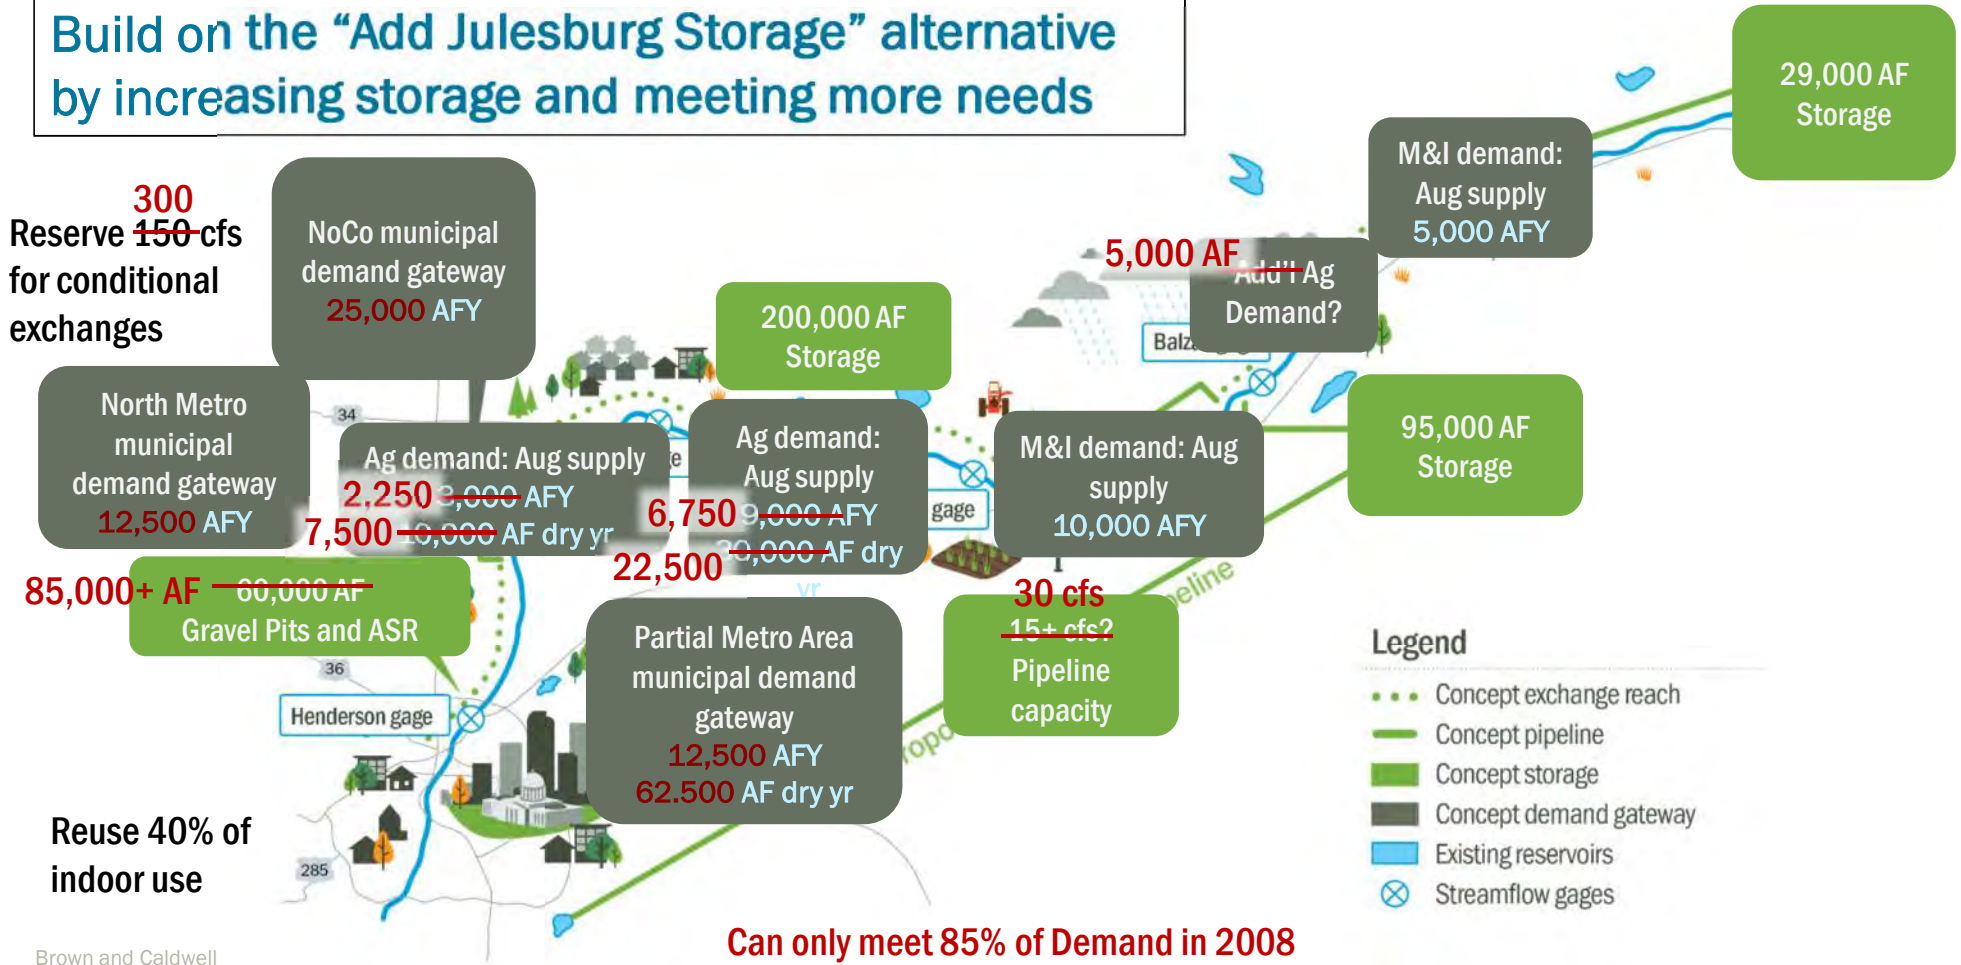 Build on the “Add Julesburg Storage” alternative
by increasing storage and meeting more needs
29,000 AF
Storage
M&I demand:
Aug supply
5,000 AFY
300
Reserve 150 cfs
for conditional
exchanges
NoCo municipal
demand gateway
25,000 AFY
5,000 AF
Add'l Ag
Demand?
200,000 AF
Storage
North Metro
municipal
demand gateway
12,500 AFY
34
Ag demand: Aug supply
2,250 3,000 AFY
7,500 10,000 AF dry yr
Ag demand:
Aug supply
6,750 9,000 AFY
22,500 30,000 AF dry
yr
gage
M&I demand: Aug
supply
10,000 AFY
95,000 AF
Storage
85,000+ AF 60,000 AF
Gravel Pits and ASR
36
Henderson gage
Partial Metro Area
municipal demand
gateway
12,500 AFY
62.500 AF dry yr
30 cfs
15+ cfs?
Pipeline
capacity
Legend
Concept exchange reach
Concept pipeline
Concept storage
Concept demand gateway
Existing reservoirs
Streamflow gages
Reuse 40% of
indoor use
285
Can only meet 85% of Demand in 2008
Brown and Caldwell